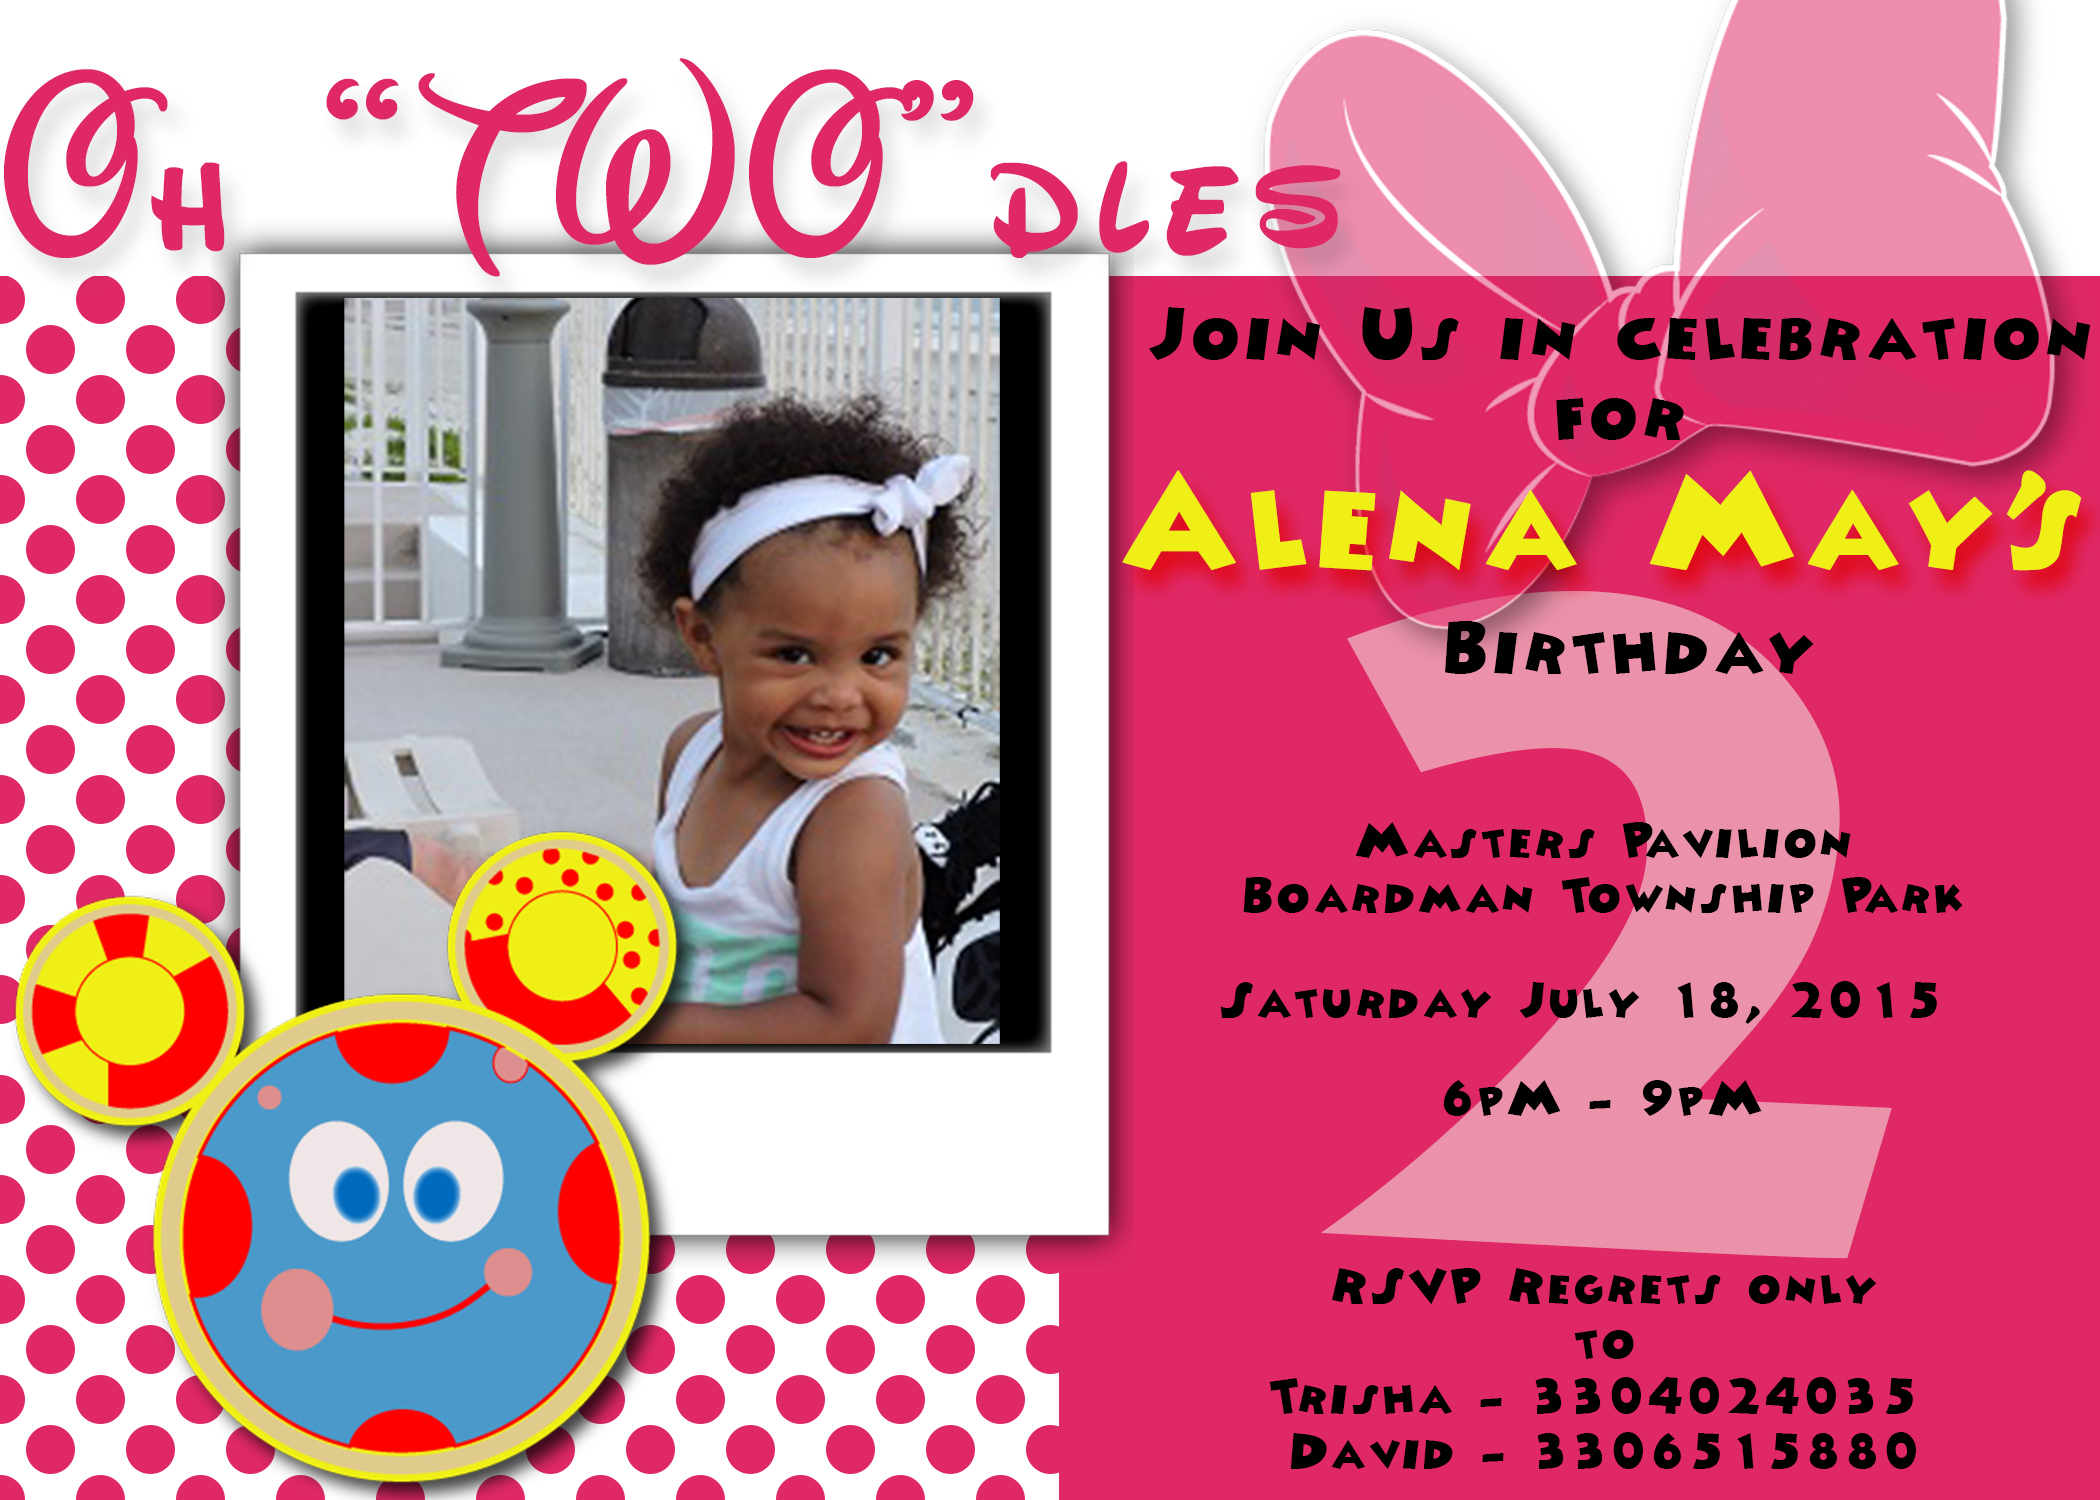 Oh “TWO”dles
Join Us in celebration
for
Alena May's
Birthday
2
Masters Pavilion
Boardman Township Park
Saturday July 18, 2015
6pm - 9pm
RSVP Regrets only
to
Trisha - 3304024035
David - 3306515880